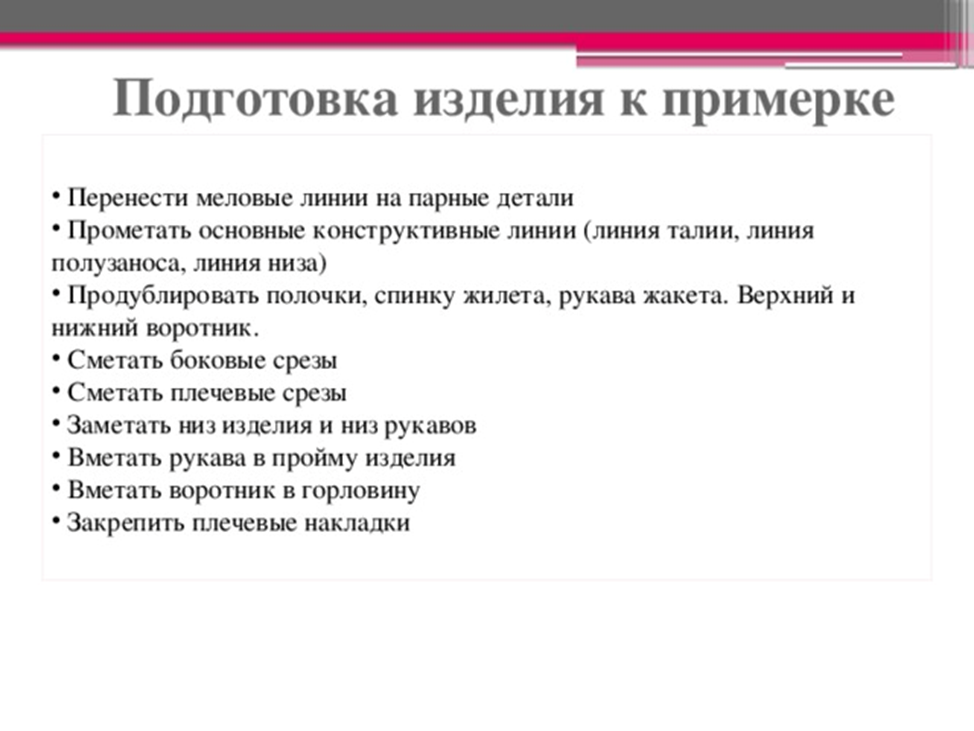 Подготовка изделия к примерке
• Перенести меловые линии на парные детали
• Прометать основные конструктивные линии (линия талии, линия
полузаноса, линия низа)
• Продублировать полочки, спинку жилета, рукава жакета. Верхний и
нижний воротник.
• Сметать боковые срезы
• Сметать плечевые срезы
• Заметать низ изделия и низ рукавов
• Вметать рукава в пройму изделия
• Вметать воротник в горловину
• Закрепить плечевые накладки